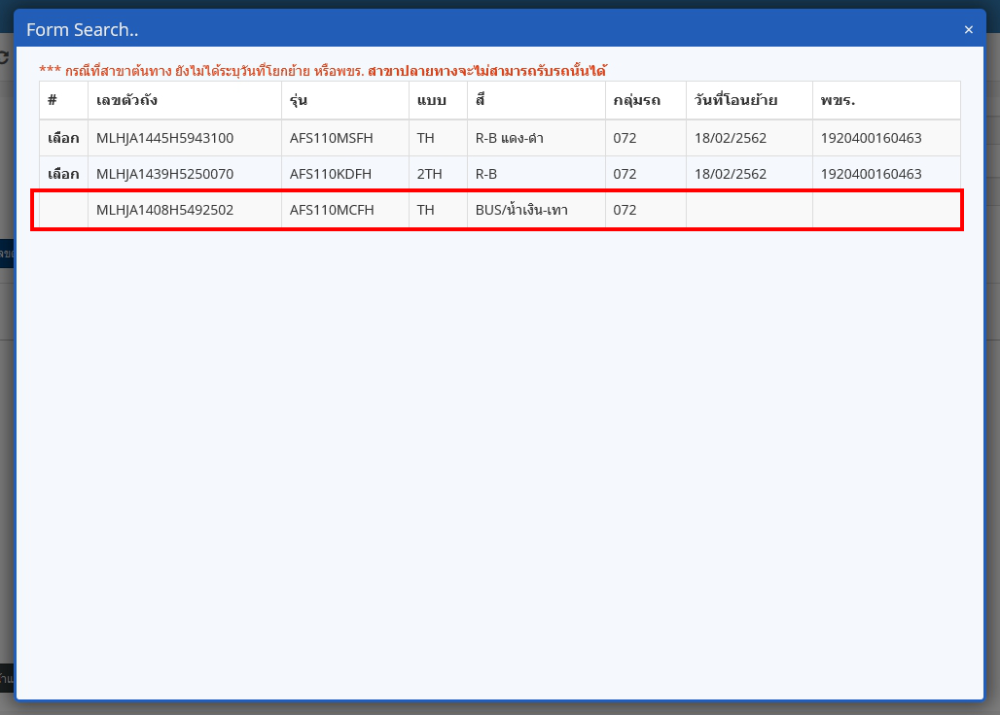 Form Search..
×
*** กรณีที่สาขาต้นทาง ยังไม่ได้ระบุวันที่โยกย้าย หรือพขร. สาขาปลายทางจะไม่สามารถรับรถนั้นได้
# เลขตัวถัง รุ่น แบบ สี กลุ่มรถ วันที่โอนย้าย พขร.
เลือก MLHJA1445H5943100 AFS110MSFH TH R-B แดง-ดำ 072 18/02/2562 1920400160463
เลือก MLHJA1439H5250070 AFS110KDFH 2TH R-B 072 18/02/2562 1920400160463
MLHJA1408H5492502 AFS110MCFH TH BUS/น้ำเงิน-เทา 072